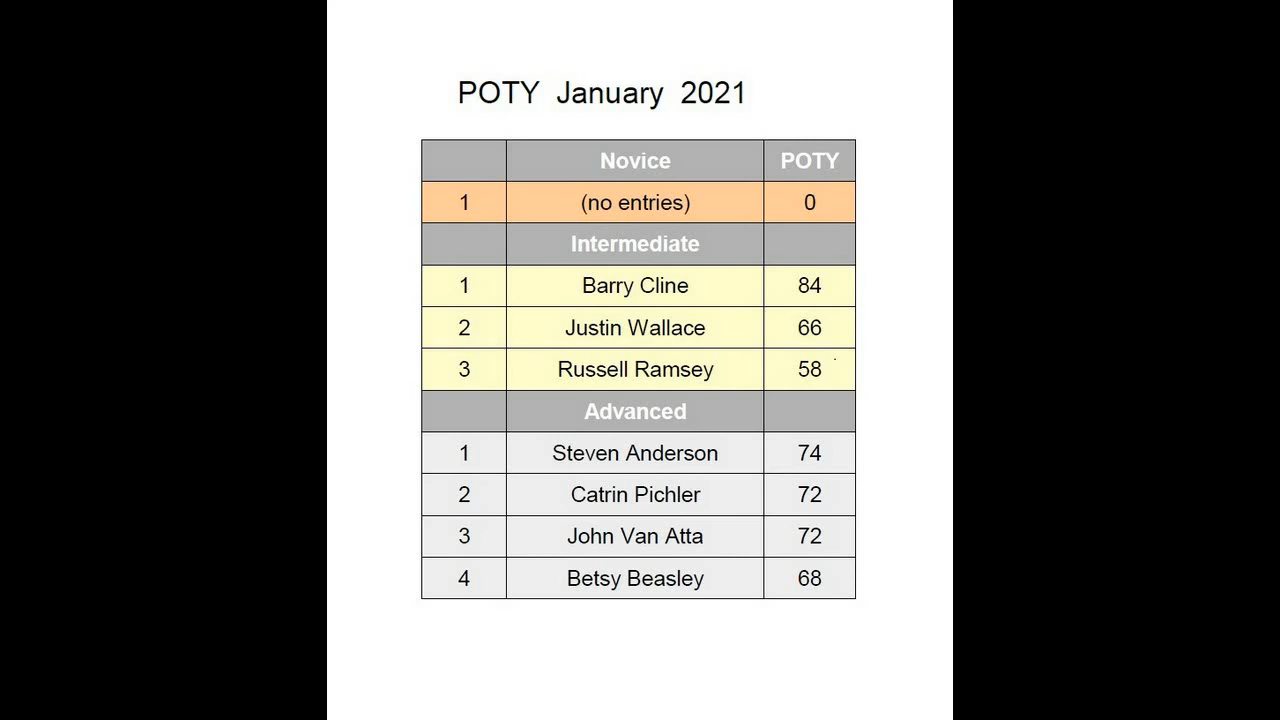 POTY January 2021
Novice POTY
1 (no entries) 0
Intermediate
1 Barry Cline 84
2 Justin Wallace 66
3 Russell Ramsey 58
Advanced
1 Steven Anderson 74
2 Catrin Pichler 72
3 John Van Atta 72
4 Betsy Beasley 68